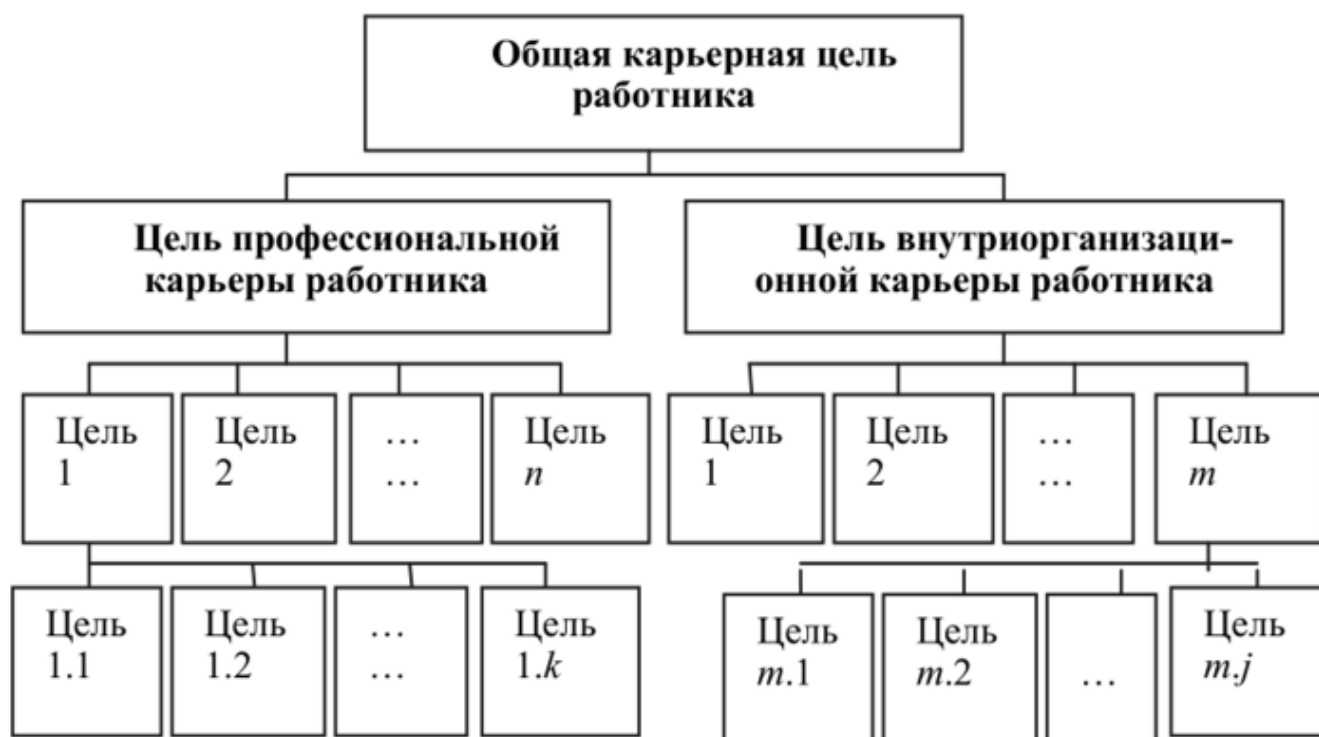 Общая карьерная цель
работника
Цель профессиональной
карьеры работника
Цель внутриорганизаци-
онной карьеры работника
Цель
1
Цель
2
…
…
Цель
n
Цель
1
Цель
2
…
…
Цель
m
Цель
1.1
Цель
1.2
…
…
Цель
1.k
Цель
m.1
Цель
m.2
…
Цель
m.j